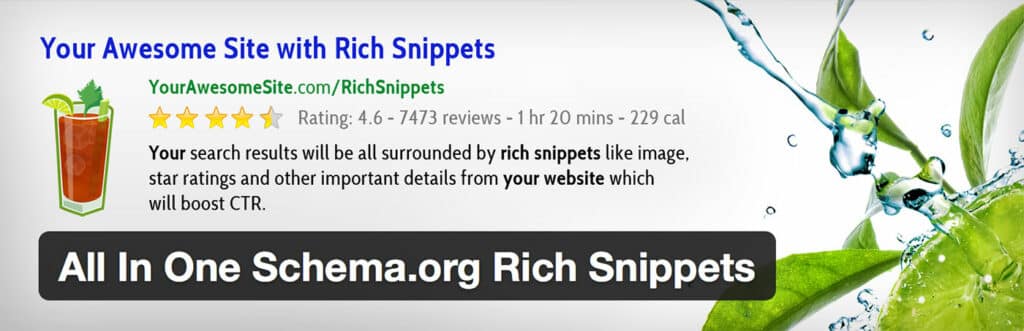 Your Awesome Site with Rich Snippets
YourAwesomeSite.com/RichSnippets
Rating: 4.6 - 7473 reviews - 1 hr 20 mins - 229 cal
Your search results will be all surrounded by rich snippets like image,
star ratings and other important details from your website which
will boost CTR.
All In One Schema.org Rich Snippets